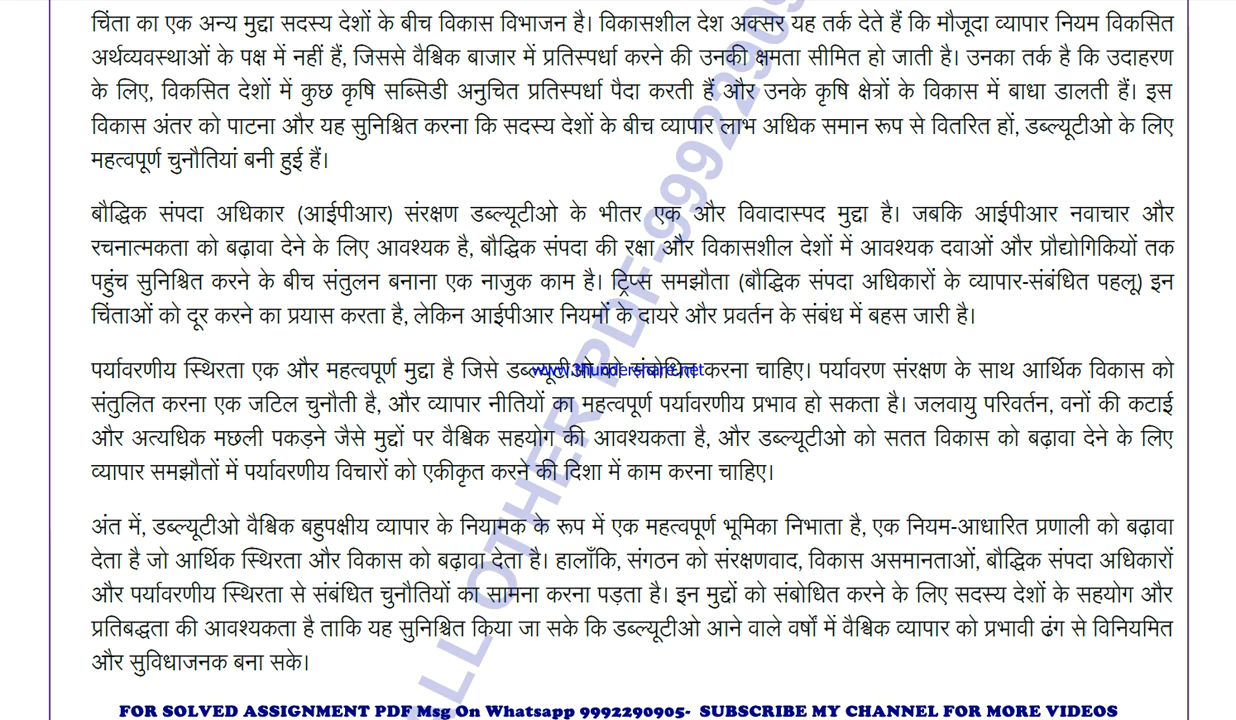 चिंता का एक अन्य मुद्दा सदस्य देशों के बीच विकास विभाजन है। विकासशील देश अक्सर यह तर्क देते हैं कि मौजूदा व्यापार नियम विकसित
अर्थव्यवस्थाओं के पक्ष में नहीं हैं, जिससे वैश्विक बाजार में प्रतिस्पर्धा करने की उनकी क्षमता सीमित हो जाती है। उनका तर्क है कि उदाहरण
के लिए, विकसित देशों में कुछ कृषि सब्सिडी अनुचित प्रतिस्पर्धा पैदा करती हैं और उनके कृषि क्षेत्रों के विकास में बाधा डालती हैं। इस
विकास अंतर को पाटना और यह सुनिश्चित करना कि सदस्य देशों के बीच व्यापार लाभ अधिक समान रूप से वितरित हों, डब्ल्यूटीओ के लिए
महत्वपूर्ण चुनौतियां बनी हुई हैं।
बौद्धिक संपदा अधिकार (आईपीआर) संरक्षण डब्ल्यूटीओ के भीतर एक और विवादास्पद मुद्दा है। जबकि आईपीआर नवाचार और
रचनात्मकता को बढ़ावा देने के लिए आवश्यक है, बौद्धिक संपदा की रक्षा और विकासशील देशों में आवश्यक दवाओं और प्रौद्योगिकियों तक
पहुंच सुनिश्चित करने के बीच संतुलन बनाना एक नाजुक काम है। ट्रिप्स समझौता (बौद्धिक संपदा अधिकारों के व्यापार-संबंधित पहलू) इन
चिंताओं को दूर करने का प्रयास करता है, लेकिन आईपीआर नियमों के दायरे और प्रवर्तन के संबंध में बहस जारी है।
पर्यावरणीय स्थिरता एक और महत्वपूर्ण मुद्दा है जिसे डब्ल्यूटीओ को संबोधित करना चाहिए। पर्यावरण संरक्षण के साथ आर्थिक विकास को
www.3hundershare.net
संतुलित करना एक जटिल चुनौती है, और व्यापार नीतियों का महत्वपूर्ण पर्यावरणीय प्रभाव हो सकता है। जलवायु परिवर्तन, वनों की कटाई
और अत्यधिक मछली पकड़ने जैसे मुद्दों पर वैश्विक सहयोग की आवश्यकता है, और डब्ल्यूटीओ को सतत विकास को बढ़ावा देने के लिए
व्यापार समझौतों में पर्यावरणीय विचारों को एकीकृत करने की दिशा में काम करना चाहिए।
अंत में, डब्ल्यूटीओ वैश्विक बहुपक्षीय व्यापार के नियामक के रूप में एक महत्वपूर्ण भूमिका निभाता है, एक नियम-आधारित प्रणाली को बढ़ावा
देता है जो आर्थिक स्थिरता और विकास को बढ़ावा देता है। हालाँकि, संगठन को संरक्षणवाद, विकास असमानताओं, बौद्धिक संपदा अधिकारों
और पर्यावरणीय स्थिरता से संबंधित चुनौतियों का सामना करना पड़ता है। इन मुद्दों को संबोधित करने के लिए सदस्य देशों के सहयोग और
प्रतिबद्धता की आवश्यकता है ताकि यह सुनिश्चित किया जा सके कि डब्ल्यूटीओ आने वाले वर्षों में वैश्विक व्यापार को प्रभावी ढंग से विनियमित
और सुविधाजनक बना सके।
ALL OTHER PDF-99922909
FOR SOLVED ASSIGNMENT PDF Msg On Whatsapp 9992290905- SUBSCRIBE MY CHANNEL FOR MORE VIDEOS